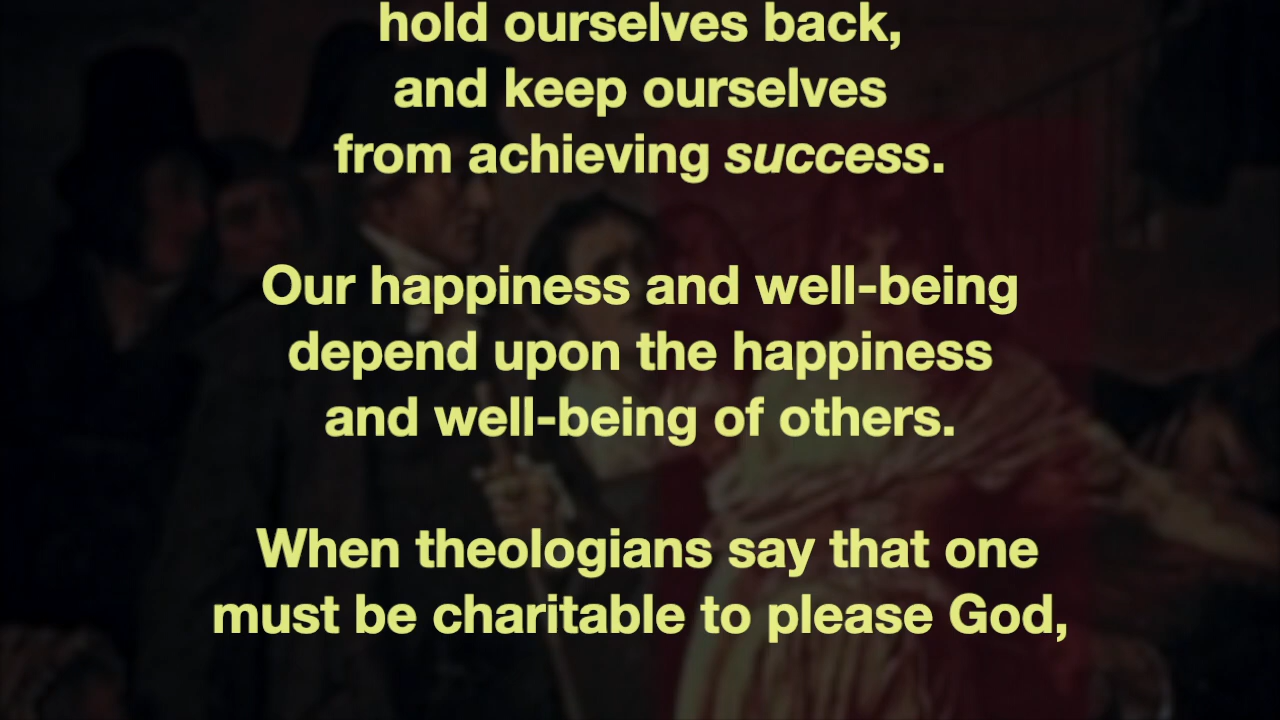 hold ourselves back,
and keep ourselves
from achieving success.
Our happiness and well-being
depend upon the happiness
and well-being of others.
When theologians say that one
must be charitable to please God,